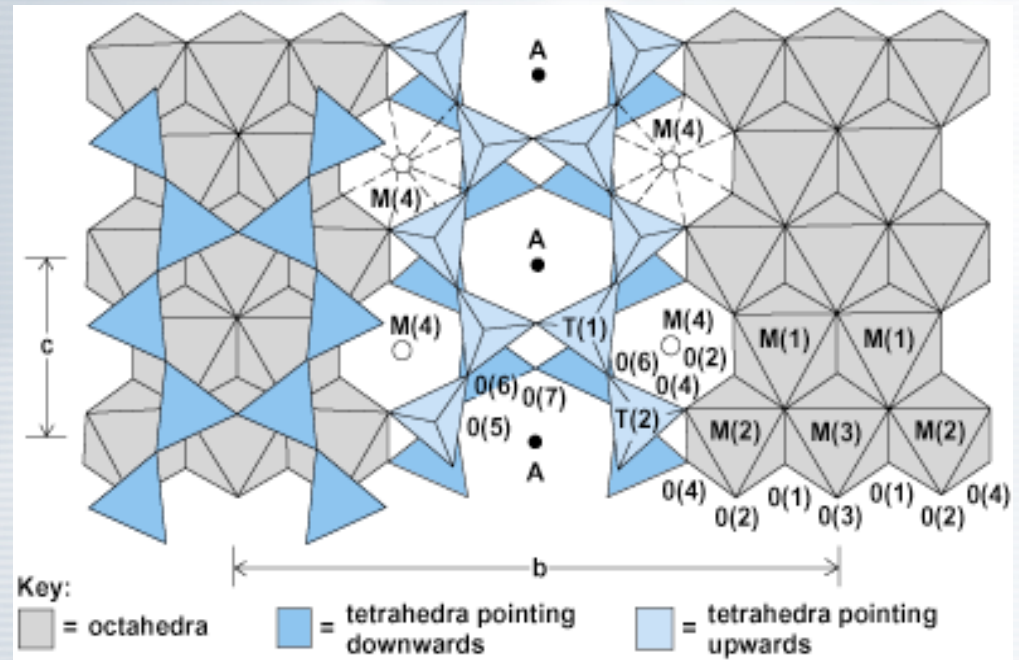 A
M(4)
M(4)
A
c
M(4)
T(1)
M(4)
0(6)
0(2)
0(4)
M(1)
M(1)
0(6)
0(7)
0(5)
T(2)
A
M(2)
M(3)
M(2)
0(4)
0(2)
0(1)
0(3)
0(1)
0(2)
0(4)
b
Key:
= octahedra
= tetrahedra pointing
downwards
= tetrahedra pointing
upwards